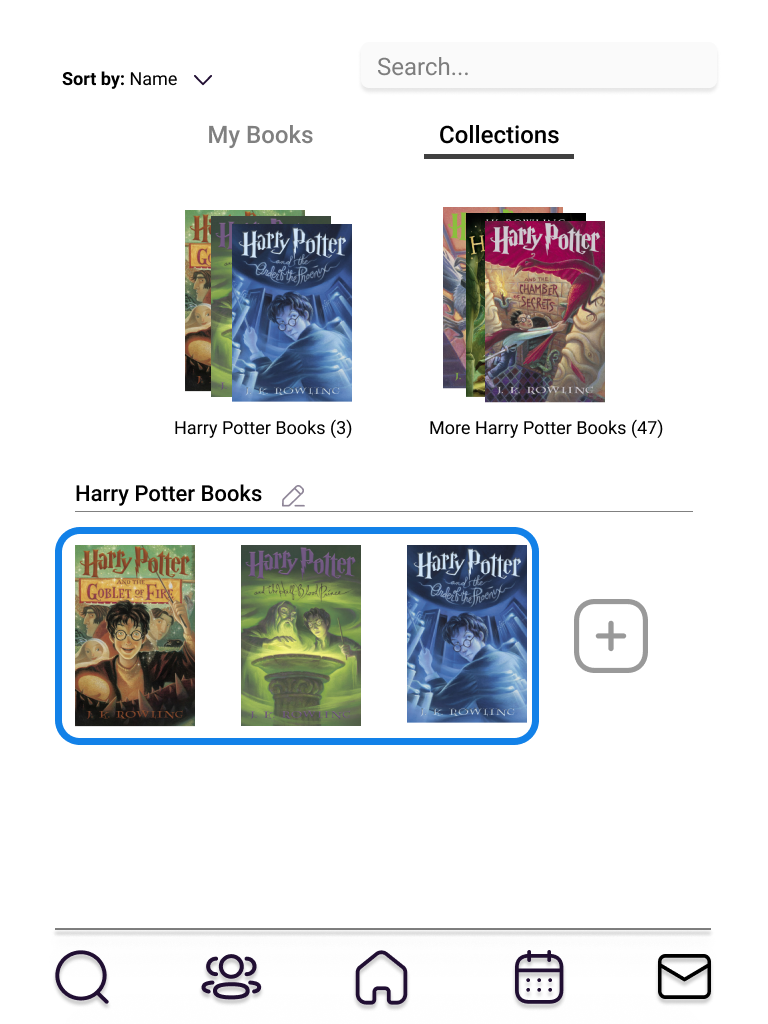 Sort by: Name
Search...
My Books
Collections
Harry Potter
and the
Order of the Phoenix
J. K. ROWLING
Harry Potter
AND THE
CHAMBER
OF
SECRETS
J. K. ROWLING
Harry Potter Books (3)
More Harry Potter Books (47)
Harry Potter Books
Harry Potter
AND THE
GOBLET OF FIRE
J. K. ROWLING
Harry Potter
and the Half-Blood Prince
J. K. ROWLING
Harry Potter
and the
Order of the Phoenix
J. K. ROWLING